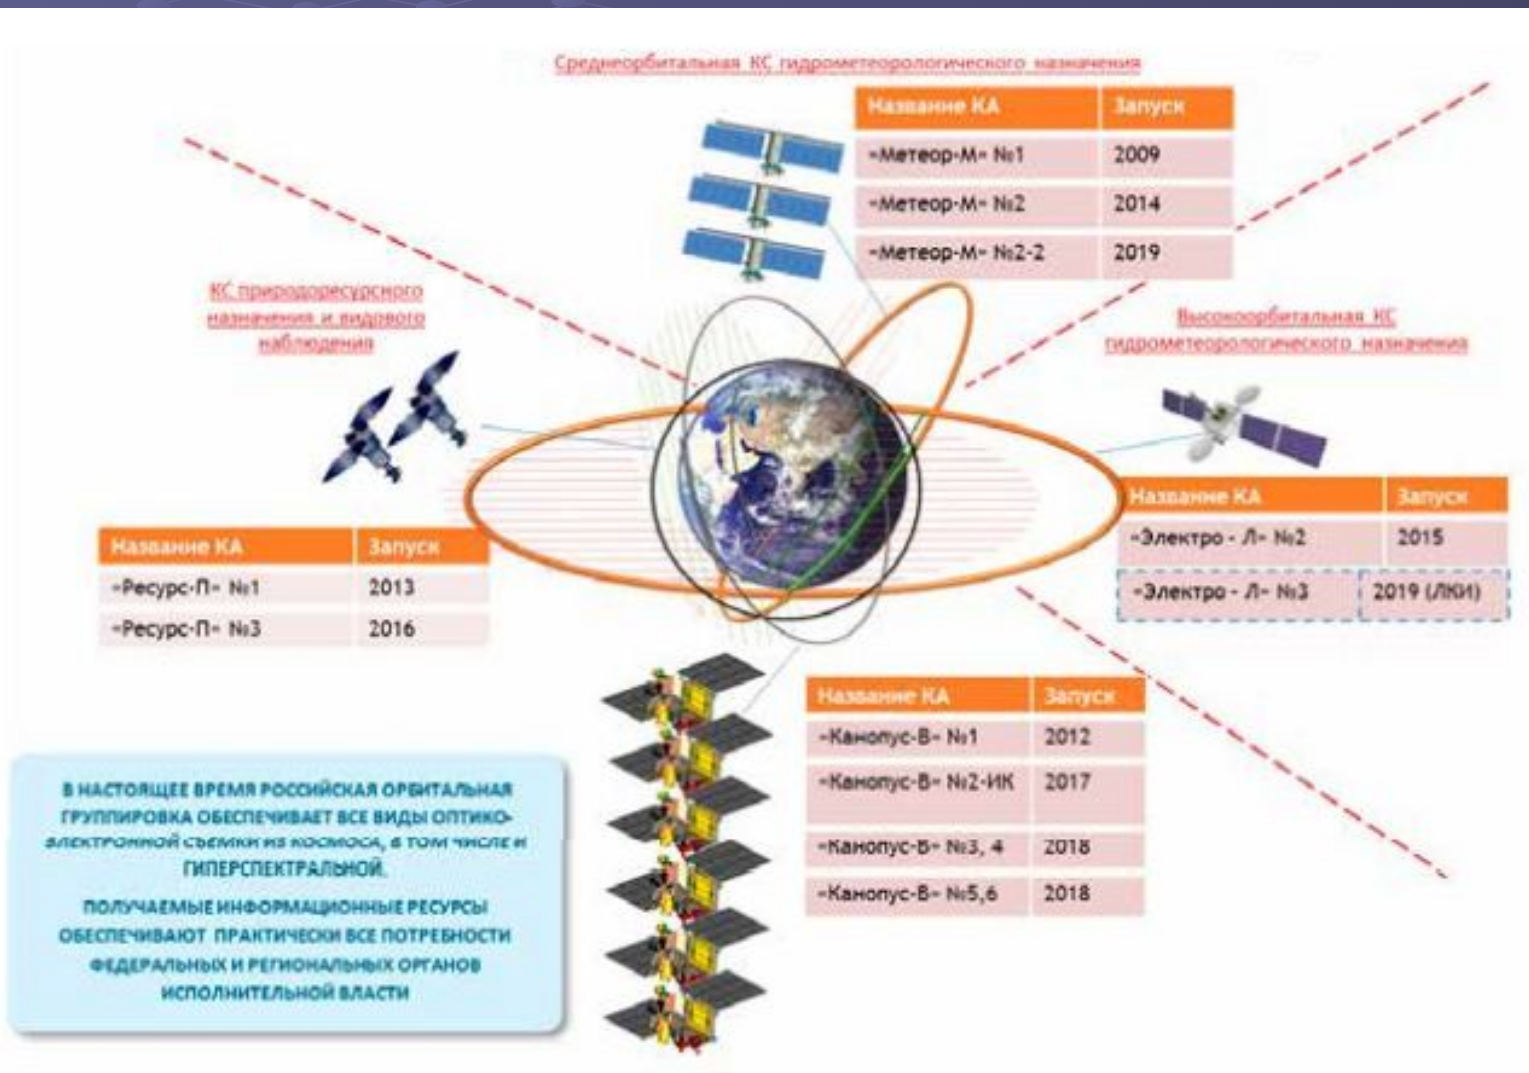 Среднеорбитальная КС гидрометеорологического назначения
Название КА Запуск
«Метеор-М» №1 2009
«Метеор-М» №2 2014
«Метеор-М» №2-2 2019
КС природоресурсного
назначения и видового
наблюдения
Название КА Запуск
«Ресурс-П» №1 2013
«Ресурс-П» №3 2016
Высокоорбитальная КС
гидрометеорологического назначения
Название КА Запуск
«Электро - Л» №2 2015
«Электро - Л» №3 2019 (ЛКИ)
Название КА Запуск
«Канопус-В» №1 2012
«Канопус-В» №2-ИК 2017
«Канопус-В» №3, 4 2018
«Канопус-В» №5,6 2018
В НАСТОЯЩЕЕ ВРЕМЯ РОССИЙСКАЯ ОРБИТАЛЬНАЯ
ГРУППИРОВКА ОБЕСПЕЧИВАЕТ ВСЕ ВИДЫ ОПТИКО-
ЭЛЕКТРОННОЙ СЪЕМКИ ИЗ КОСМОСА, В ТОМ ЧИСЛЕ И
ГИПЕРСПЕКТРАЛЬНОЙ.
ПОЛУЧАЕМЫЕ ИНФОРМАЦИОННЫЕ РЕСУРСЫ
ОБЕСПЕЧИВАЮТ ПРАКТИЧЕСКИ ВСЕ ПОТРЕБНОСТИ
ФЕДЕРАЛЬНЫХ И РЕГИОНАЛЬНЫХ ОРГАНОВ
ИСПОЛНИТЕЛЬНОЙ ВЛАСТИ